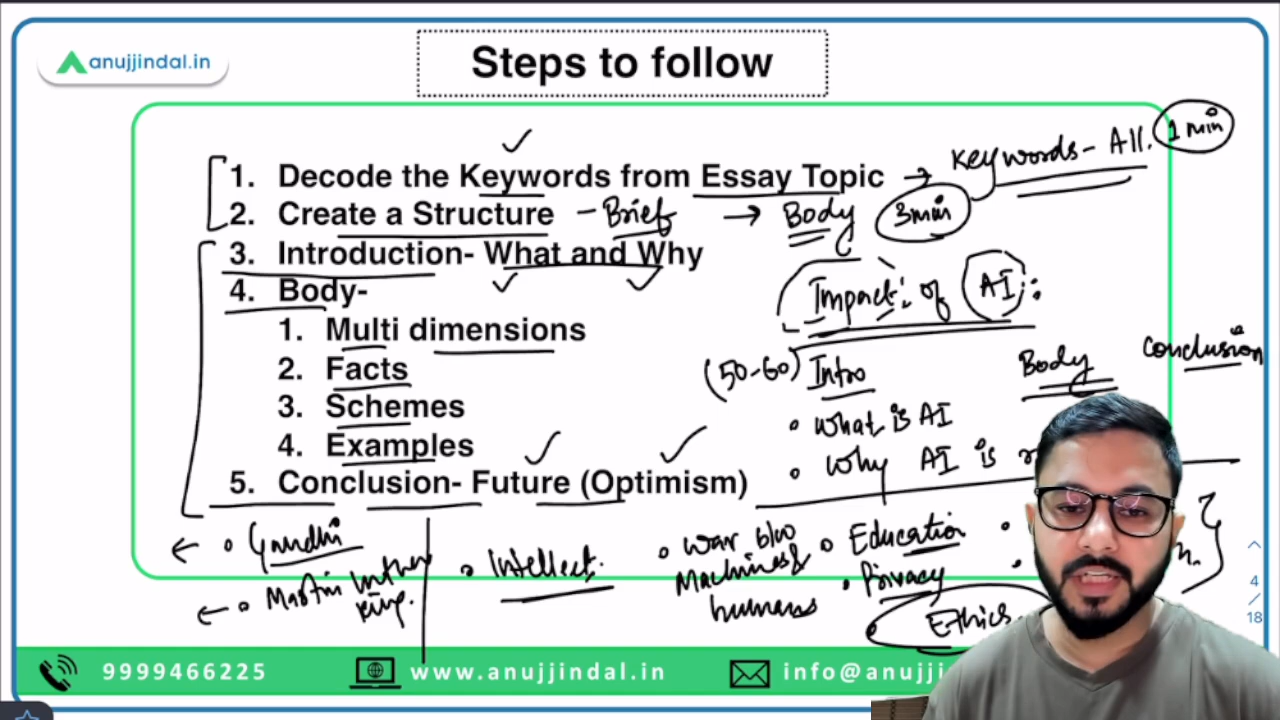 anujjindal.in
Steps to follow
1. Decode the Keywords from Essay Topic → Keywords - All. 1 min
2. Create a Structure - Brief → Body 3min
3. Introduction- What and Why
4. Body-
Impact of AI :
1. Multi dimensions
2. Facts
(50-60) Intro Body Conclusion
3. Schemes
• What is AI
4. Examples
• Why AI is
5. Conclusion- Future (Optimism)
• Gandhi
• Martin Luther
King.
• Intellect.
• War b/w
Machines &
humans
• Education
• Privacy
• Ethics
4
/
18
9999466225 www.anujjindal.in info@anujji